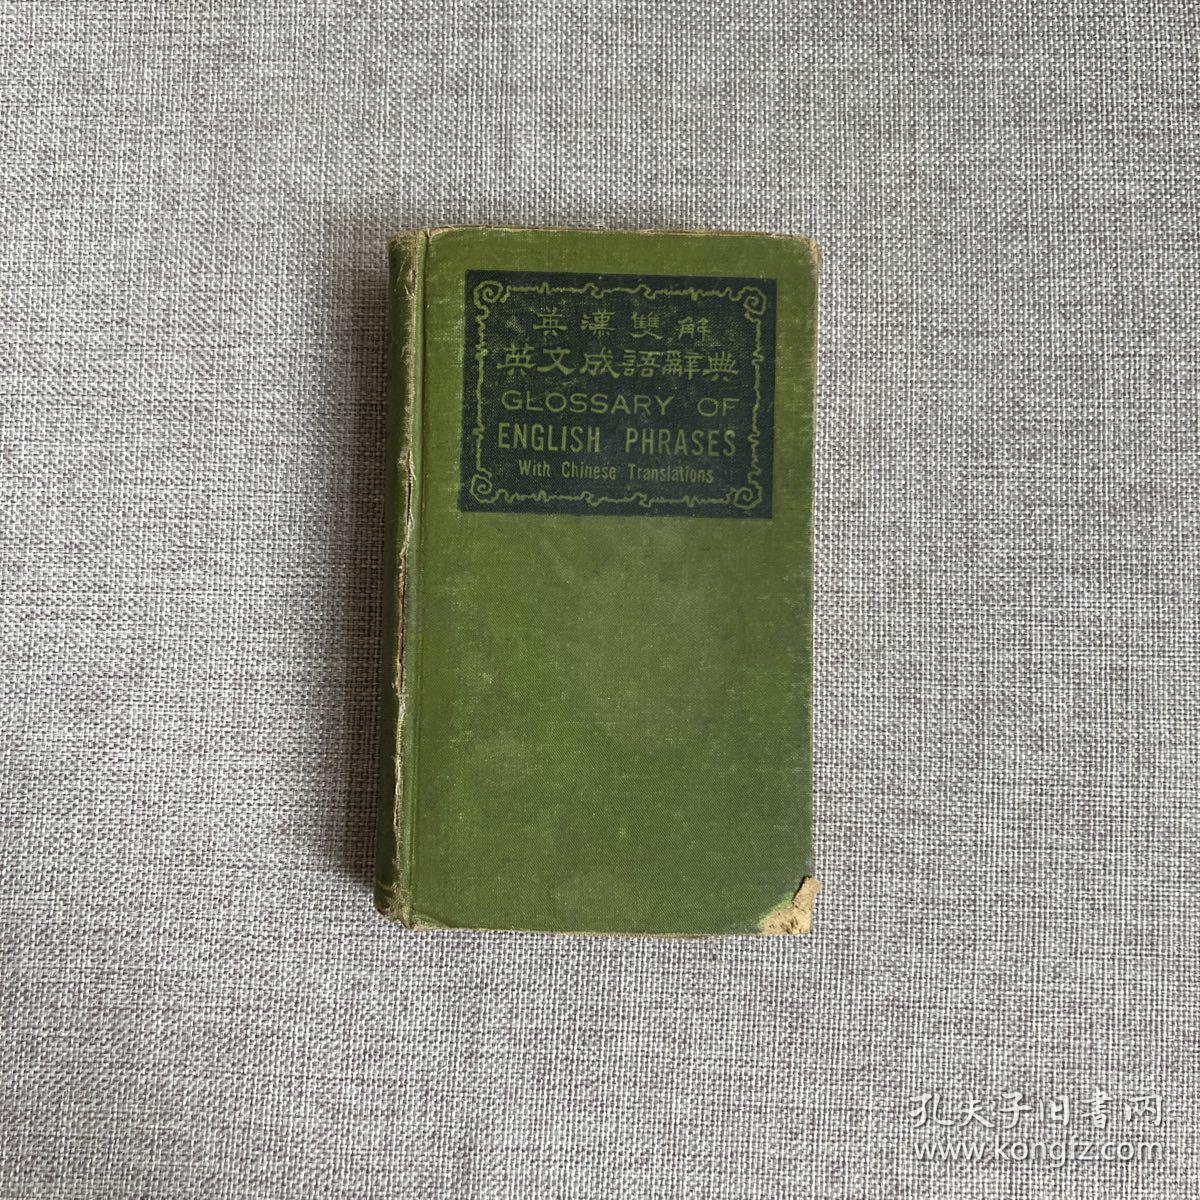 英漢雙解
英文成語辭典
GLOSSARY OF
ENGLISH PHRASES
With Chinese Translations
孔夫子旧書网
www.kongfz.com